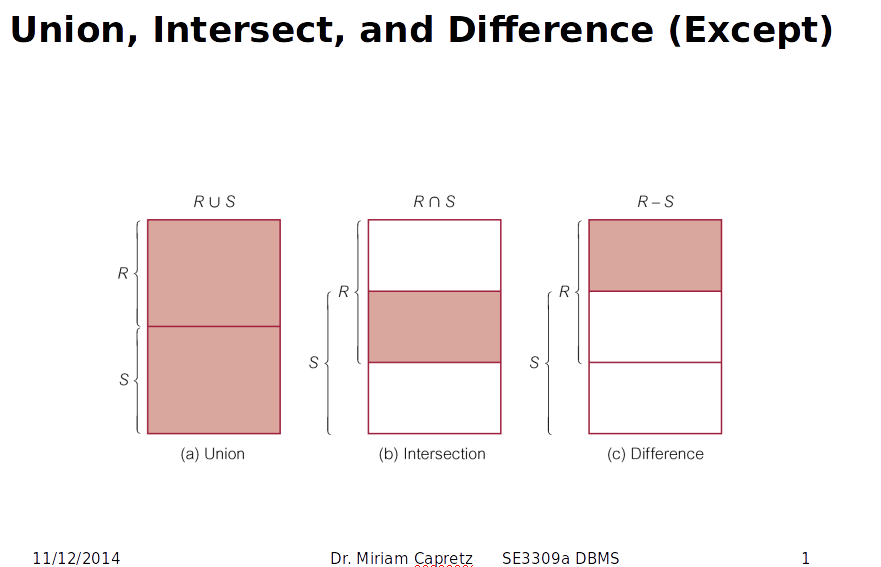 Union, Intersect, and Difference (Except)
R ∪ S
R ∩ S
R – S
R
S
R
S
R
S
(a) Union
(b) Intersection
(c) Difference
11/12/2014
Dr. Miriam Capretz SE3309a DBMS
1